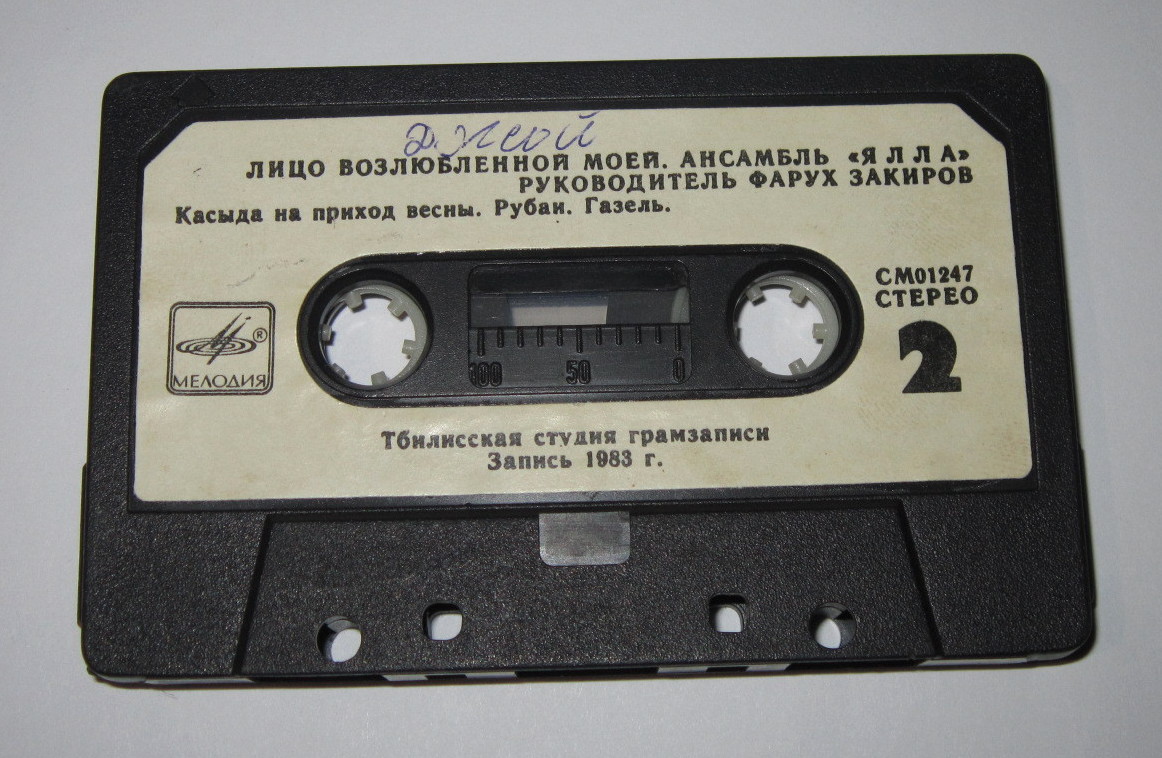 Джой
ЛИЦО ВОЗЛЮБЛЕННОЙ МОЕЙ. АНСАМБЛЬ «ЯЛЛА»
РУКОВОДИТЕЛЬ ФАРУХ ЗАКИРОВ
Касыда на приход весны. Рубаи. Газель.
СМ01247
СТЕРЕО
2
®
МЕЛОДИЯ
100 50 0
Тбилисская студия грамзаписи
Запись 1983 г.